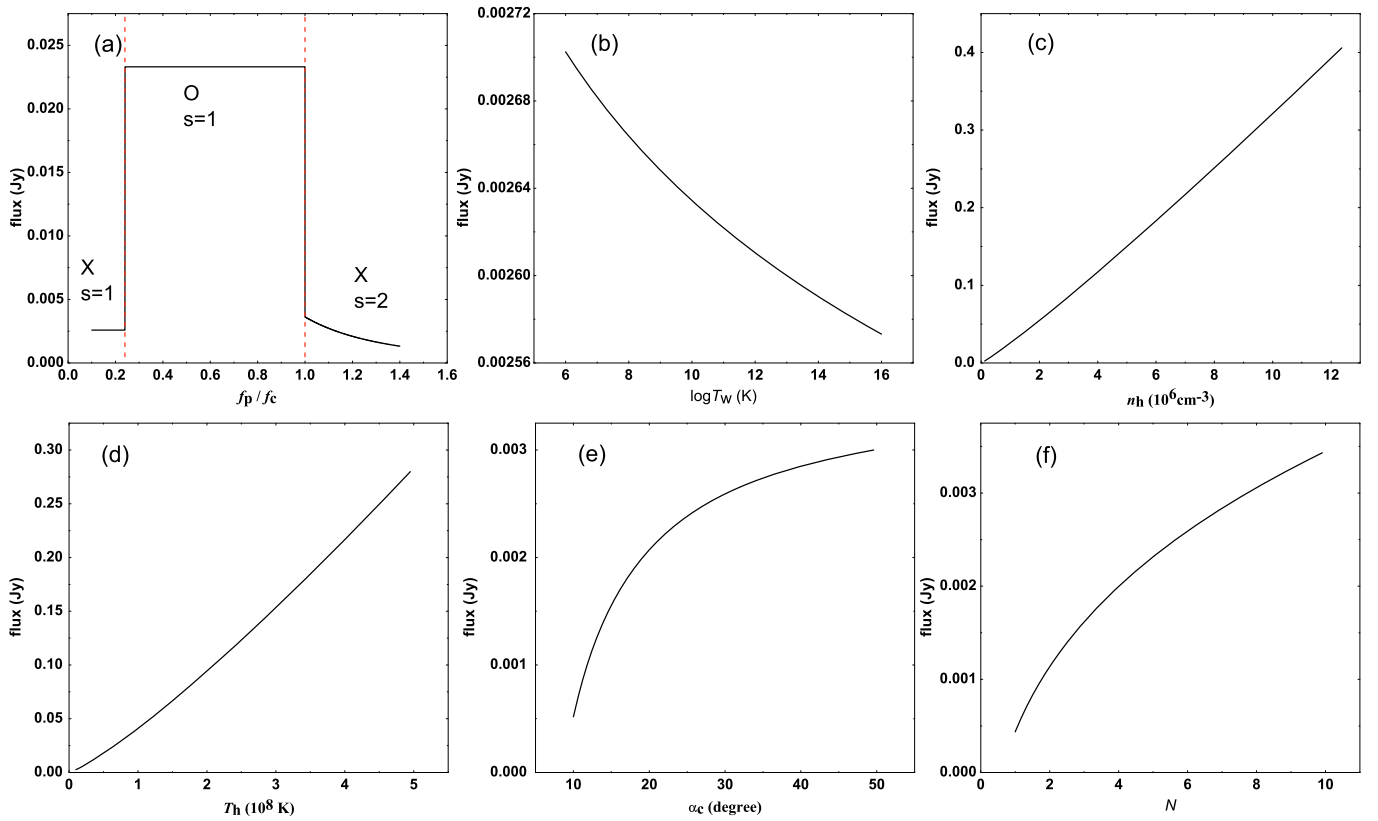 (a)
0.025
0.020
0.015
0.010
0.005
0.000
flux (Jy)
O
s=1
X
s=1
X
s=2
0.0 0.2 0.4 0.6 0.8 1.0 1.2 1.4 1.6
fp / fc
(b)
0.00272
0.00268
0.00264
0.00260
0.00256
flux (Jy)
6 8 10 12 14 16
logTW (K)
(c)
0.4
0.3
0.2
0.1
0.0
flux (Jy)
0 2 4 6 8 10 12
nh (10⁶cm-3)
(d)
0.30
0.25
0.20
0.15
0.10
0.05
0.00
flux (Jy)
0 1 2 3 4 5
Th (10⁸ K)
(e)
0.003
0.002
0.001
0.000
flux (Jy)
10 20 30 40 50
αc (degree)
(f)
0.003
0.002
0.001
0.000
flux (Jy)
0 2 4 6 8 10
N